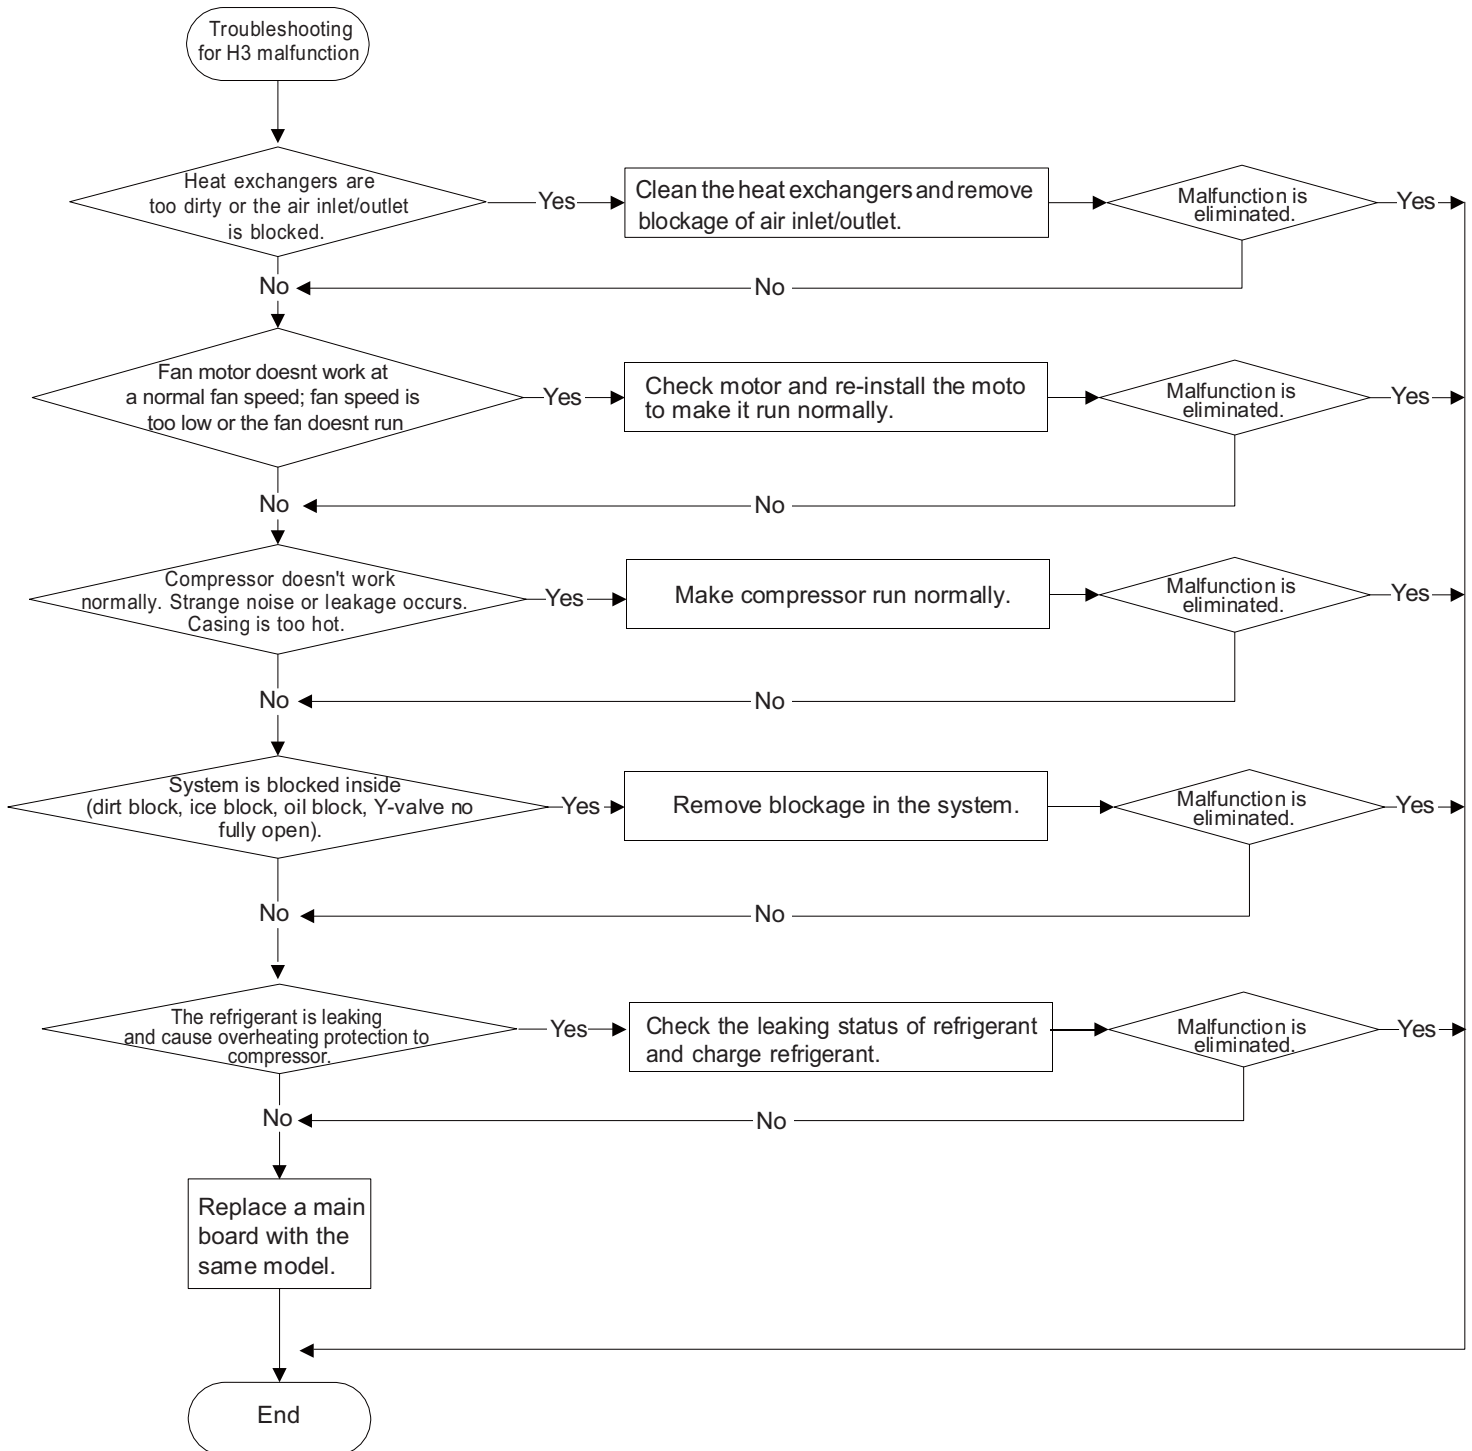 Troubleshooting
for H3 malfunction
Heat exchangers are
too dirty or the air inlet/outlet
is blocked.
Yes
Clean the heat exchangers and remove
blockage of air inlet/outlet.
Malfunction is
eliminated.
Yes
No
No
Fan motor doesnt work at
a normal fan speed; fan speed is
too low or the fan doesnt run
Yes
Check motor and re-install the moto
to make it run normally.
Malfunction is
eliminated.
Yes
No
No
Compressor doesn't work
normally. Strange noise or leakage occurs.
Casing is too hot.
Yes
Make compressor run normally.
Malfunction is
eliminated.
Yes
No
No
System is blocked inside
(dirt block, ice block, oil block, Y-valve no
fully open).
Yes
Remove blockage in the system.
Malfunction is
eliminated.
Yes
No
No
The refrigerant is leaking
and cause overheating protection to
compressor.
Yes
Check the leaking status of refrigerant
and charge refrigerant.
Malfunction is
eliminated.
Yes
No
No
Replace a main
board with the
same model.
End